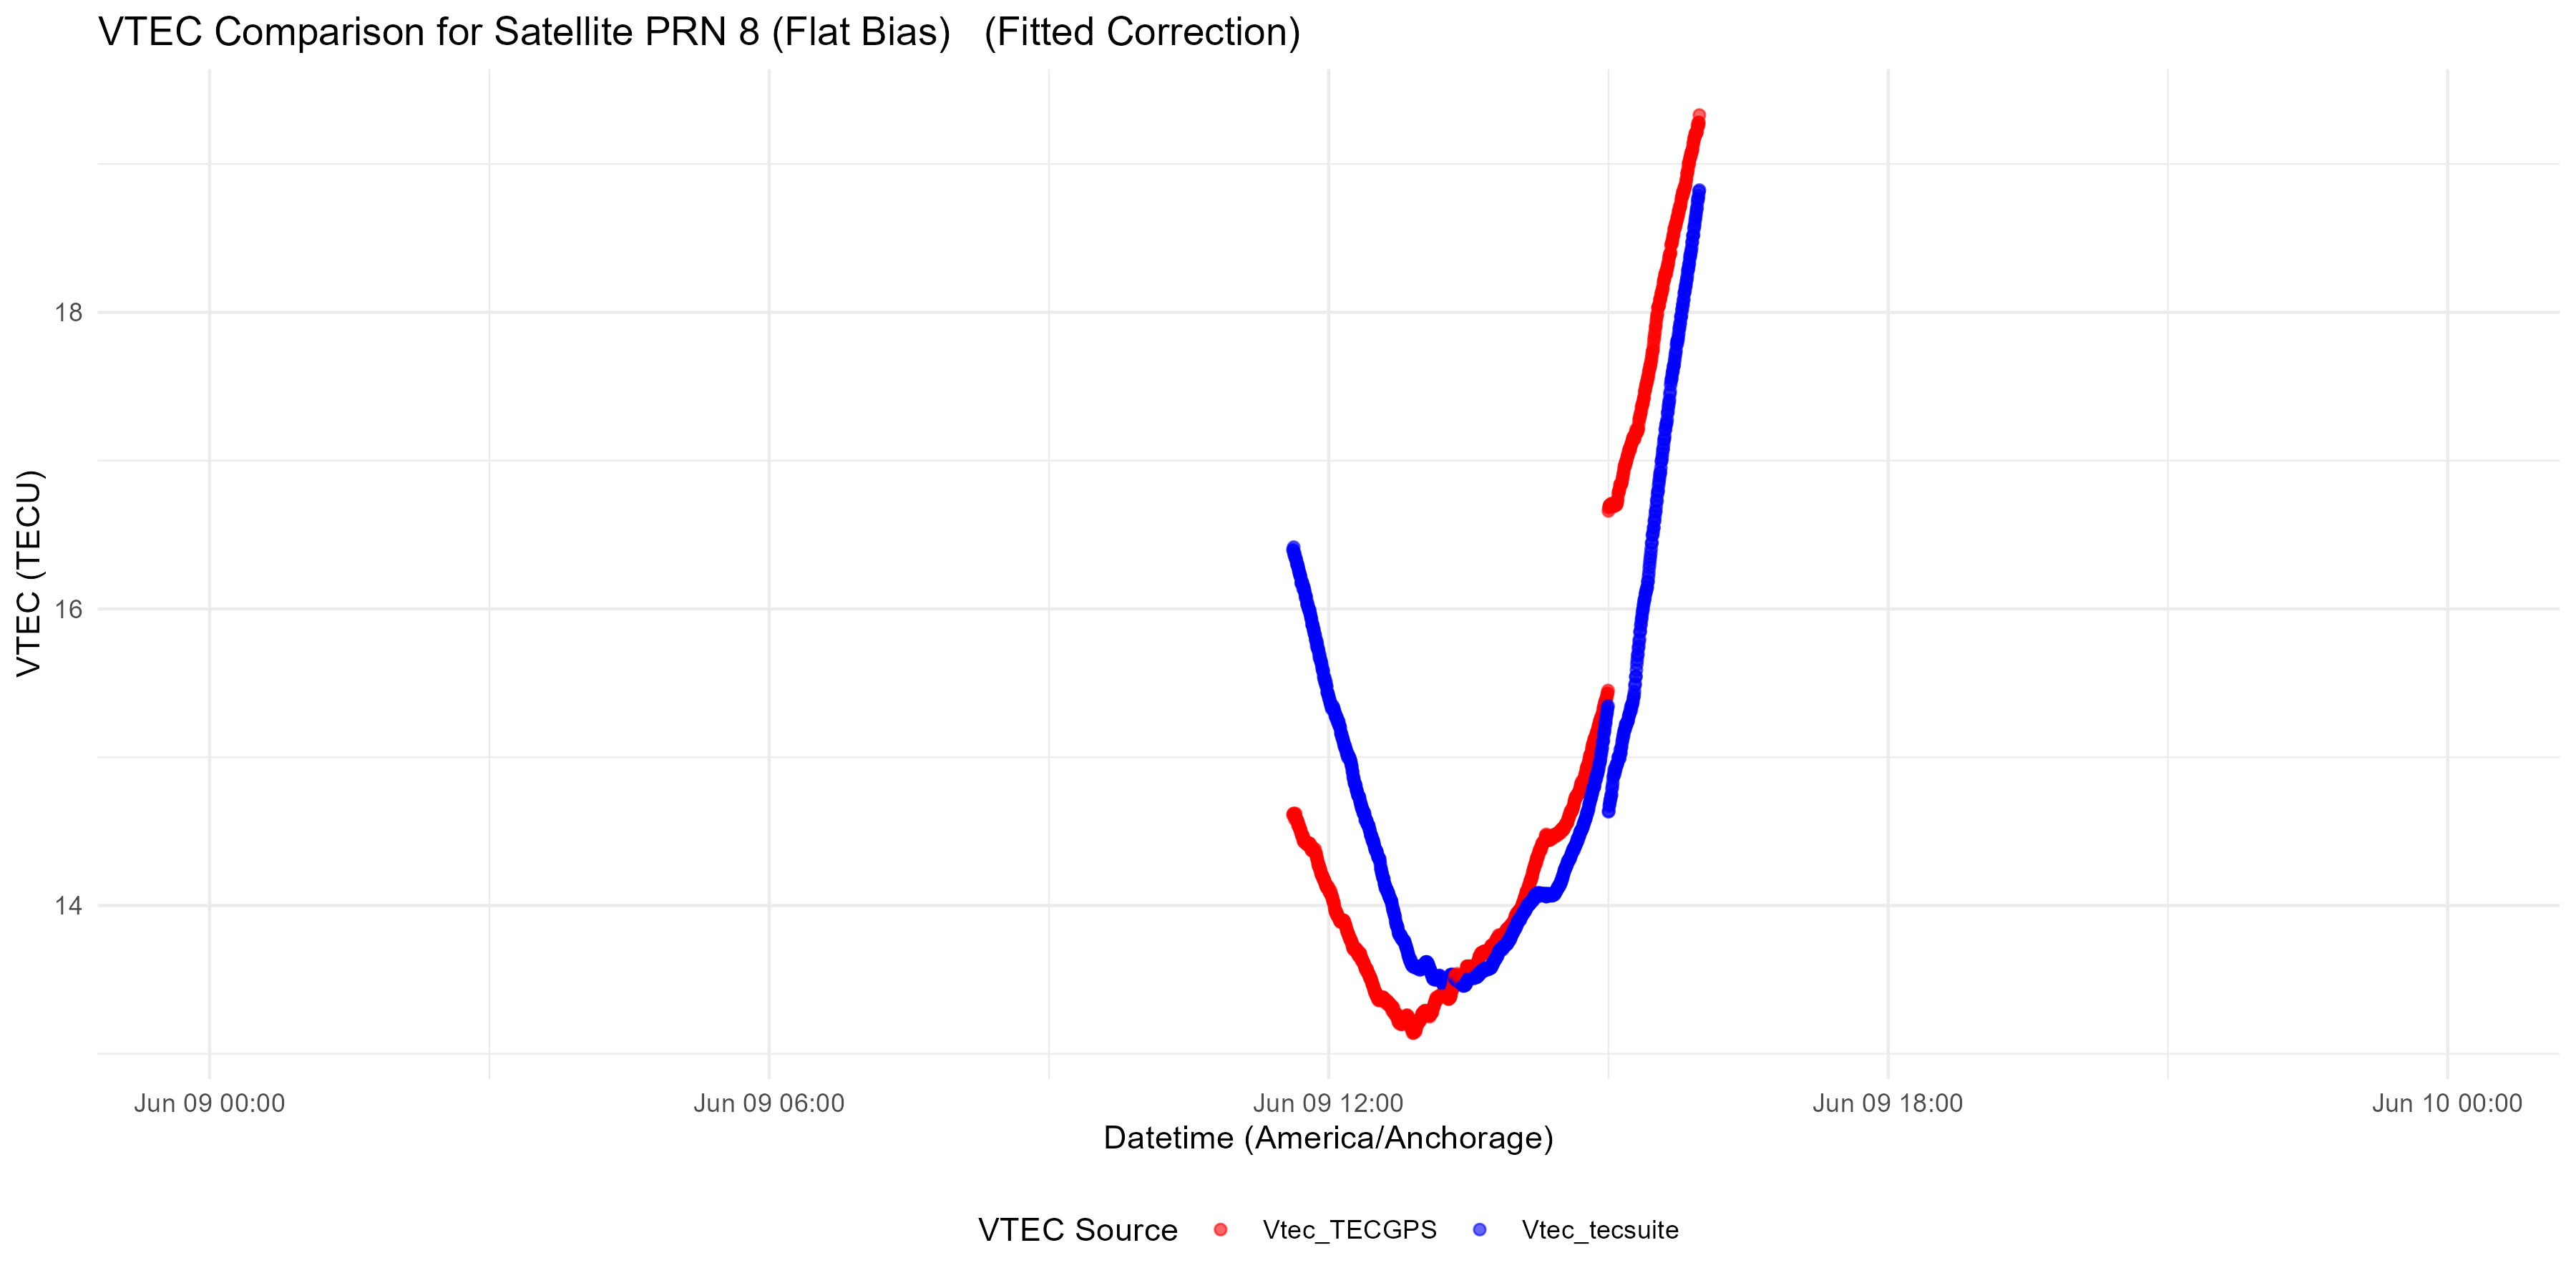 VTEC Comparison for Satellite PRN 8 (Flat Bias)   (Fitted Correction)
VTEC (TECU)
18
16
14
Jun 09 00:00 Jun 09 06:00 Jun 09 12:00 Jun 09 18:00 Jun 10 00:00
Datetime (America/Anchorage)
VTEC Source Vtec_TECGPS Vtec_tecsuite